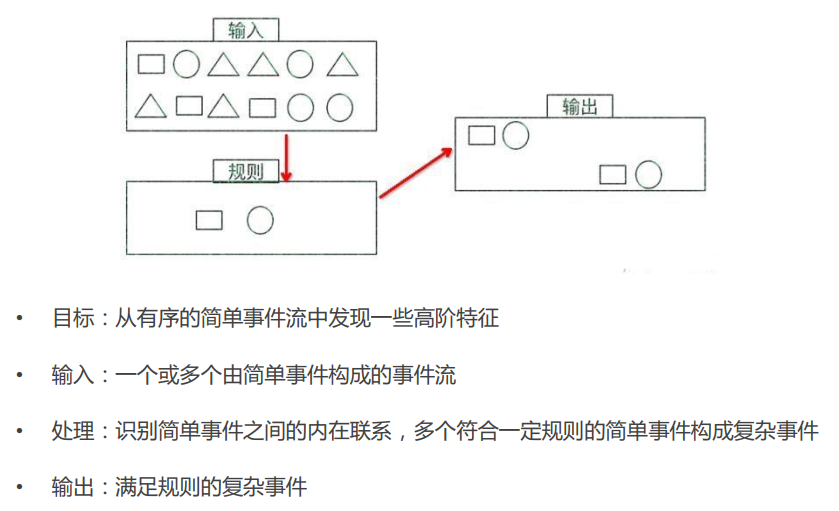 输入
输出
规则
• 目标：从有序的简单事件流中发现一些高阶特征
• 输入：一个或多个由简单事件构成的事件流
• 处理：识别简单事件之间的内在联系，多个符合一定规则的简单事件构成复杂事件
• 输出：满足规则的复杂事件